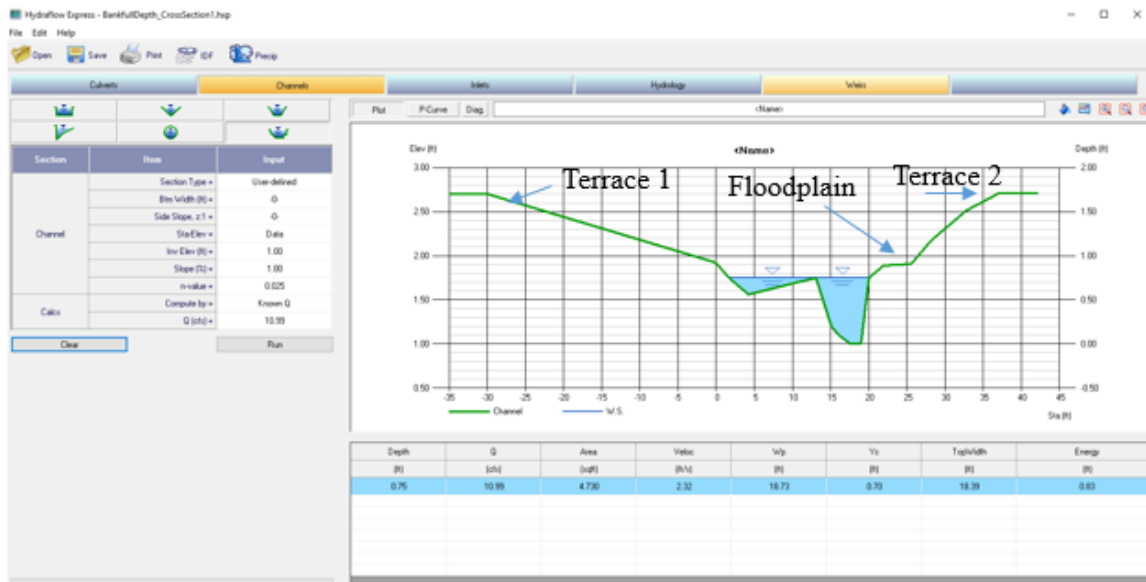 Hydraflow Express - BankfullDepth_CrossSection1.hxp
File Edit Help
Open Save Print IDF Precip
Culverts Channels Inlets Hydrology Weirs
Plot P-Curve Diag <Name>
Section Item Input
Section Type = User-defined
Btm Width (ft) = -0-
Side Slope, z:1 = -0-
Channel Sta-Elev = Data
Inv Elev (ft) = 1.00
Slope (%) = 1.00
n-value = 0.025
Calcs Compute by = Known Q
Q (cfs) = 10.99
Clear Run
Elev (ft) <Name> Depth (ft)
3.00 2.00
Terrace 1 Floodplain Terrace 2
2.50 1.50
2.00 1.00
1.50 0.50
1.00 0.00
0.50 -0.50
-35 -30 -25 -20 -15 -10 -5 0 5 10 15 20 25 30 35 40 45
Channel W.S. Sta (ft)
Depth Q Area Veloc Wp Yc TopWidth Energy
(ft) (cfs) (sqft) (ft/s) (ft) (ft) (ft) (ft)
0.75 10.99 4.730 2.32 18.73 0.70 18.39 0.83